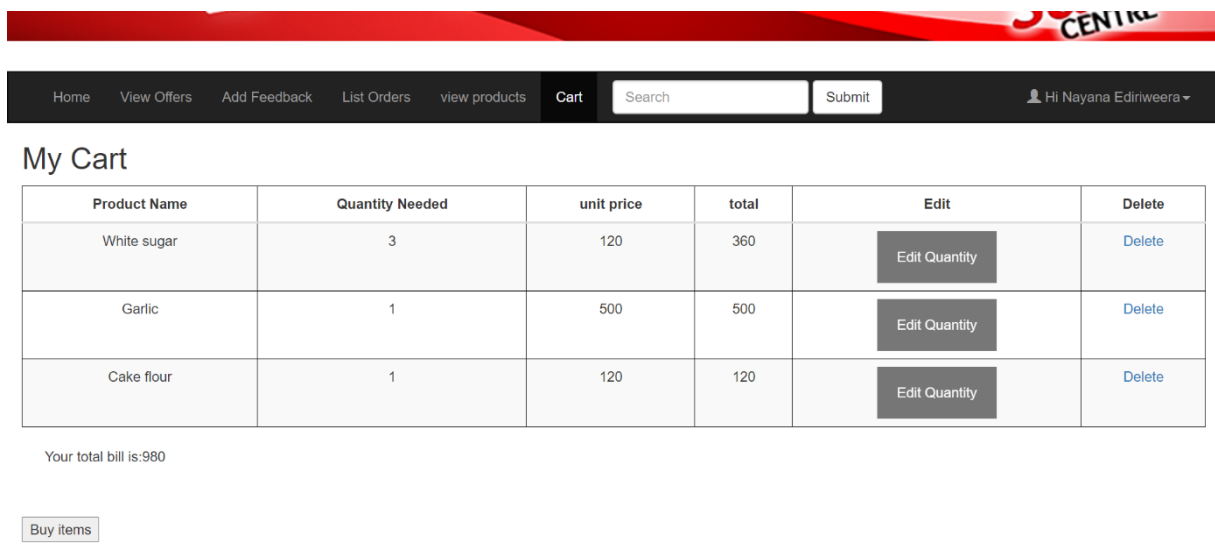 CENTRE
Home View Offers Add Feedback List Orders view products Cart Search Submit Hi Nayana Ediriweera
My Cart
Product Name Quantity Needed unit price total Edit Delete
White sugar 3 120 360 Edit Quantity Delete
Garlic 1 500 500 Edit Quantity Delete
Cake flour 1 120 120 Edit Quantity Delete
Your total bill is:980
Buy items